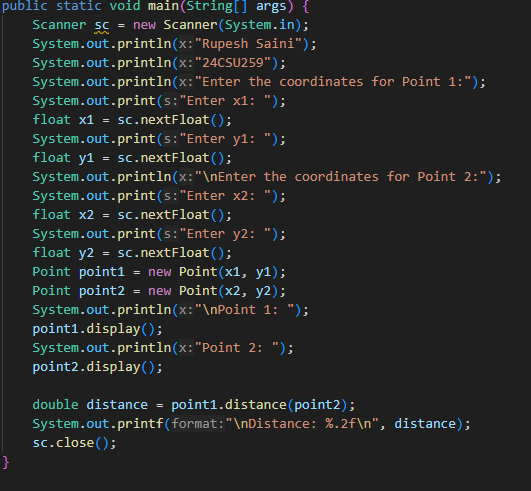 public static void main(String[] args) {
Scanner sc = new Scanner(System.in);
System.out.println(x:"Rupesh Saini");
System.out.println(x:"24CSU259");
System.out.println(x:"Enter the coordinates for Point 1:");
System.out.print(s:"Enter x1: ");
float x1 = sc.nextFloat();
System.out.print(s:"Enter y1: ");
float y1 = sc.nextFloat();
System.out.println(x:"\nEnter the coordinates for Point 2:");
System.out.print(s:"Enter x2: ");
float x2 = sc.nextFloat();
System.out.print(s:"Enter y2: ");
float y2 = sc.nextFloat();
Point point1 = new Point(x1, y1);
Point point2 = new Point(x2, y2);
System.out.println(x:"\nPoint 1: ");
point1.display();
System.out.println(x:"Point 2: ");
point2.display();
double distance = point1.distance(point2);
System.out.printf(format:"\nDistance: %.2f\n", distance);
sc.close();
}